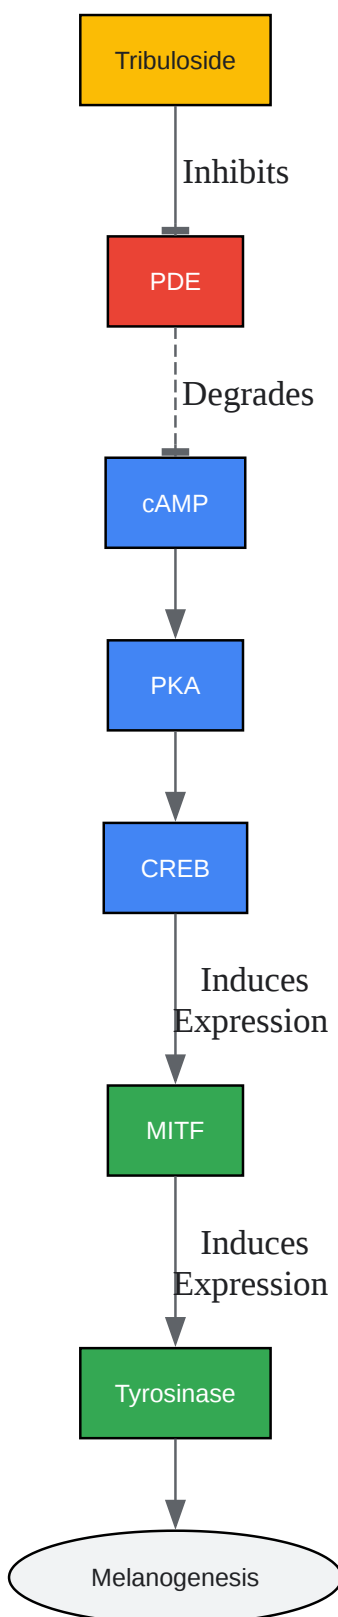 Tribuloside
Inhibits
PDE
Degrades
cAMP
PKA
CREB
Induces
Expression
MITF
Induces
Expression
Tyrosinase
Melanogenesis